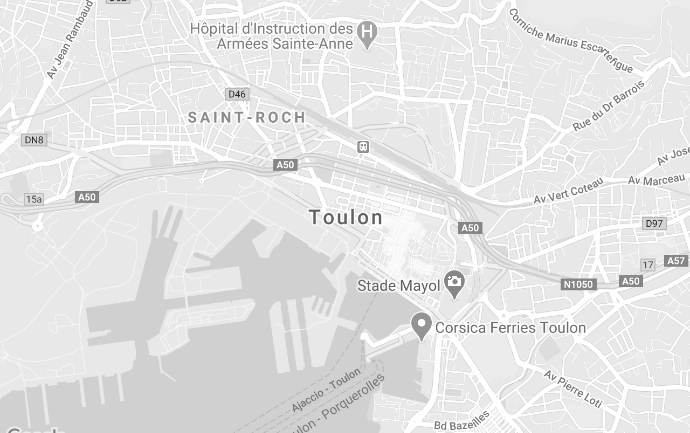 D62
Av Jean Rambaud
Hôpital d'Instruction des
Armées Sainte-Anne
H
Corniche Marius Escartefigue
D46
SAINT-ROCH
Rue du Dr Barrois
DN8
A50
Av Jose
Av Marceau
Av Vert Coteau
15a
A50
Toulon
A50
D97
17
A57
Stade Mayol
N1050
A50
Corsica Ferries Toulon
Ajaccio - Toulon
Toulon - Porquerolles
Av Pierre Loti
Bd Bazeilles